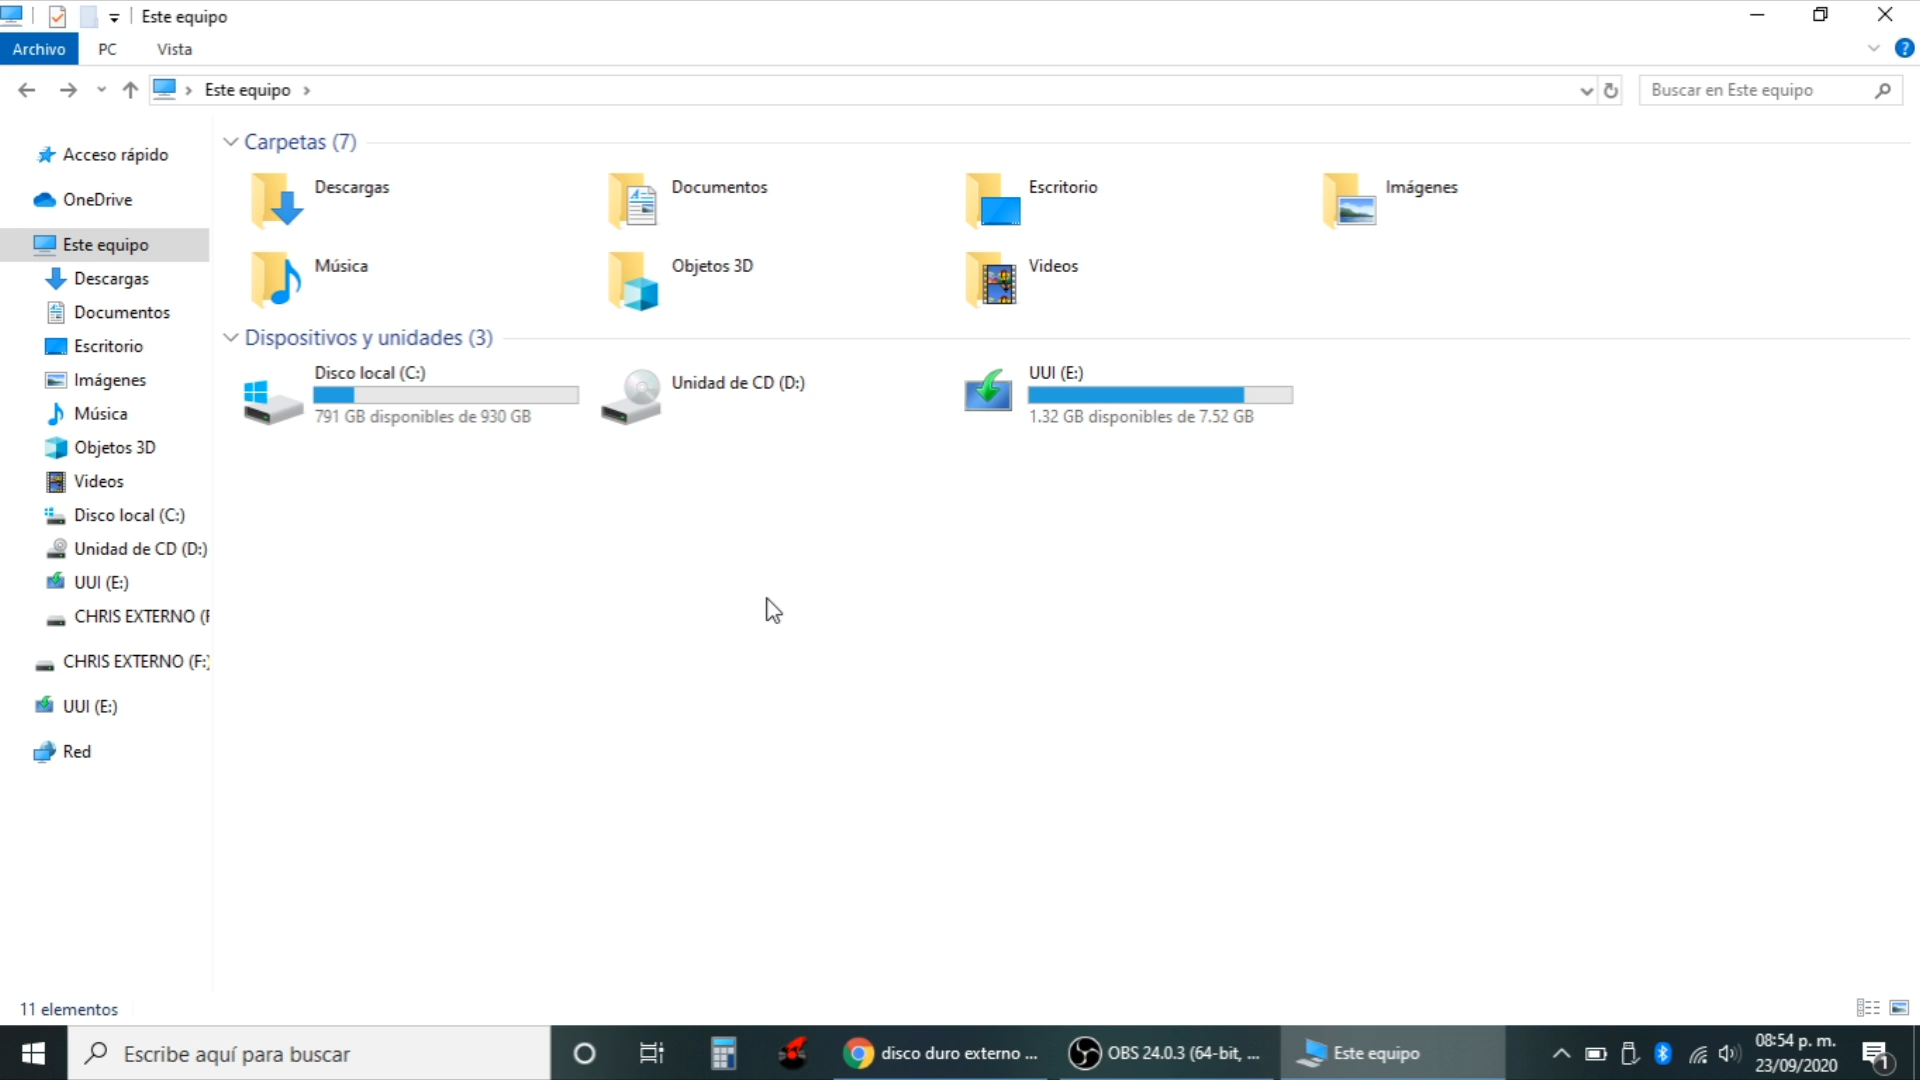 Este equipo
Archivo PC Vista
Este equipo
Buscar en Este equipo
Acceso rápido
OneDrive
Este equipo
Descargas
Documentos
Escritorio
Imágenes
Música
Objetos 3D
Videos
Disco local (C:)
Unidad de CD (D:)
UUI (E:)
CHRIS EXTERNO (F
CHRIS EXTERNO (F:)
UUI (E:)
Red
Carpetas (7)
Descargas
Documentos
Escritorio
Imágenes
Música
Objetos 3D
Videos
Dispositivos y unidades (3)
Disco local (C:)
791 GB disponibles de 930 GB
Unidad de CD (D:)
UUI (E:)
1.32 GB disponibles de 7.52 GB
11 elementos
Escribe aquí para buscar
disco duro externo ...
OBS 24.0.3 (64-bit, ...
Este equipo
08:54 p. m.
23/09/2020
1